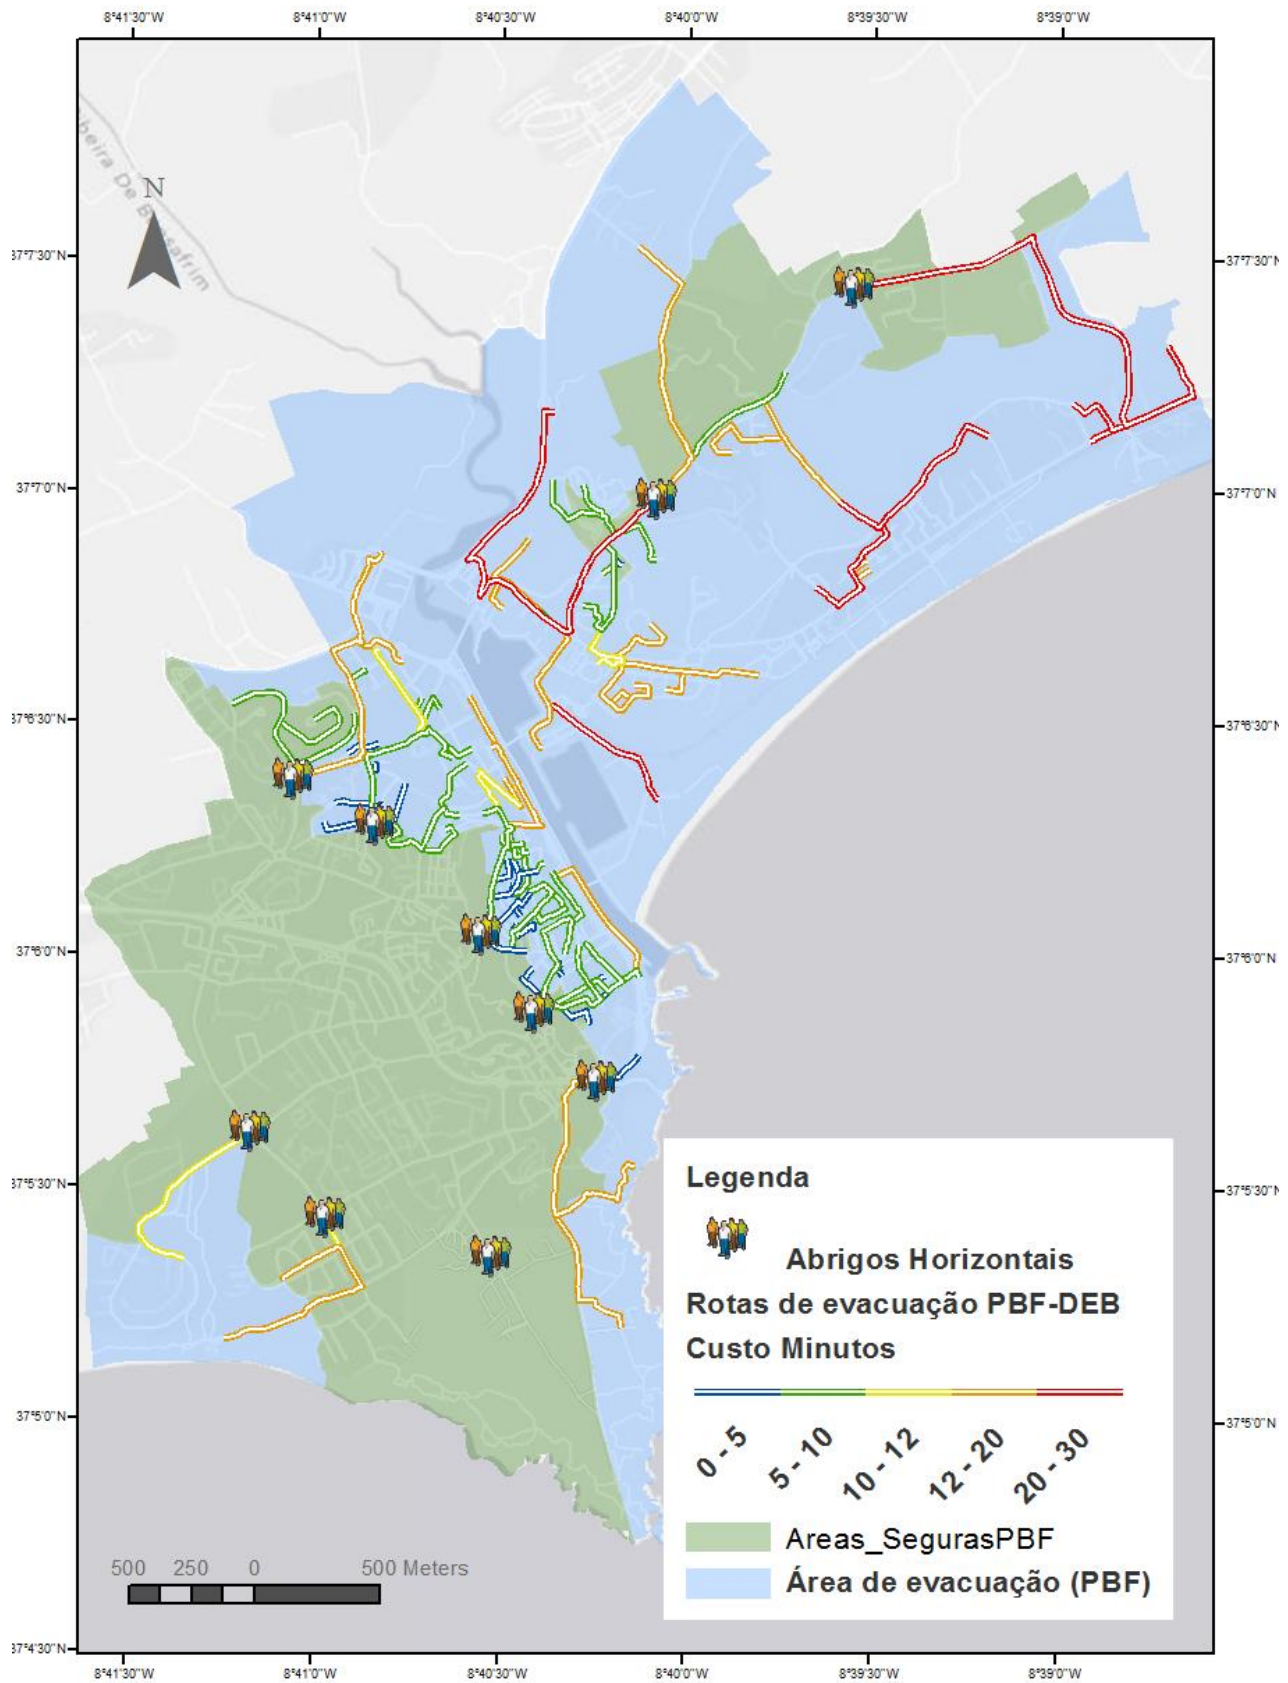 8°41'30"W 8°41'0"W 8°40'30"W 8°40'0"W 8°39'30"W 8°39'0"W
Ribeira De Bensafrim
N
37°7'30"N 37°7'30"N
37°7'0"N 37°7'0"N
37°6'30"N 37°6'30"N
37°6'0"N 37°6'0"N
37°5'30"N 37°5'30"N
37°5'0"N 37°5'0"N
37°4'30"N
Legenda
Abrigos Horizontais
Rotas de evacuação PBF-DEB
Custo Minutos
0 - 5 5 - 10 10 - 12 12 - 20 20 - 30
Areas_SegurasPBF
Área de evacuação (PBF)
500 250 0 500 Meters
8°41'30"W 8°41'0"W 8°40'30"W 8°40'0"W 8°39'30"W 8°39'0"W